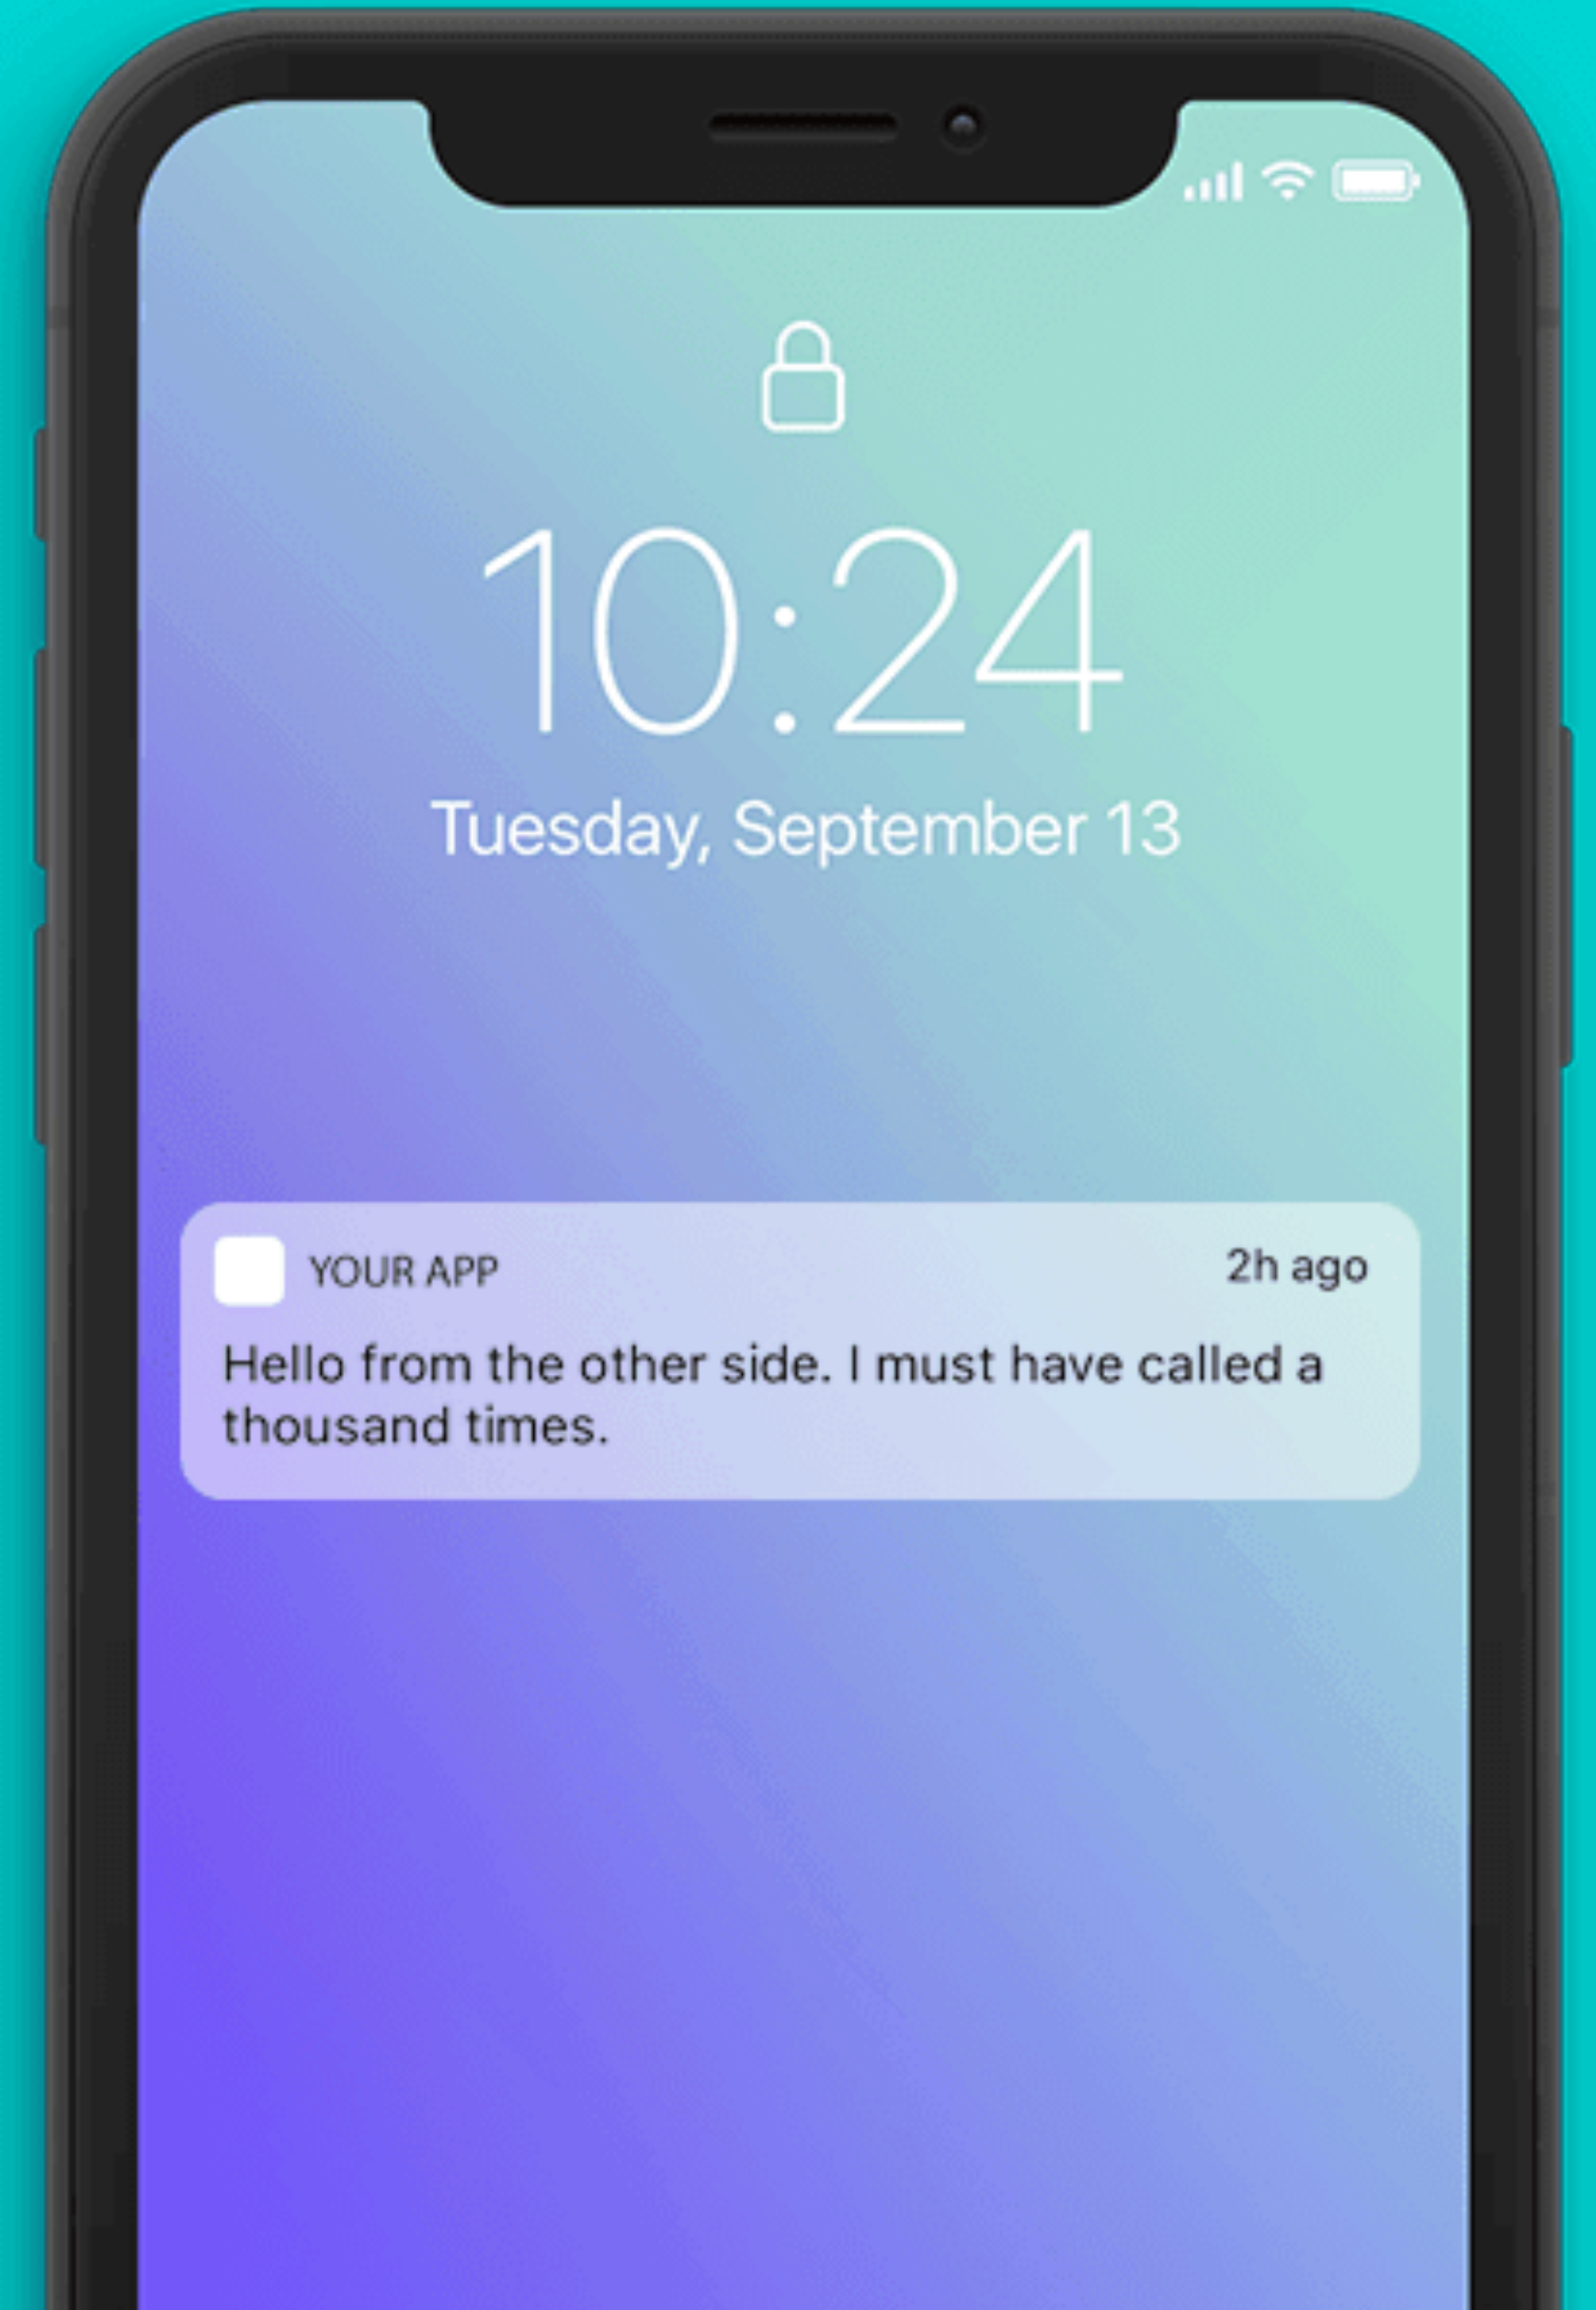 10:24
Tuesday, September 13
YOUR APP 2h ago
Hello from the other side. I must have called a
thousand times.